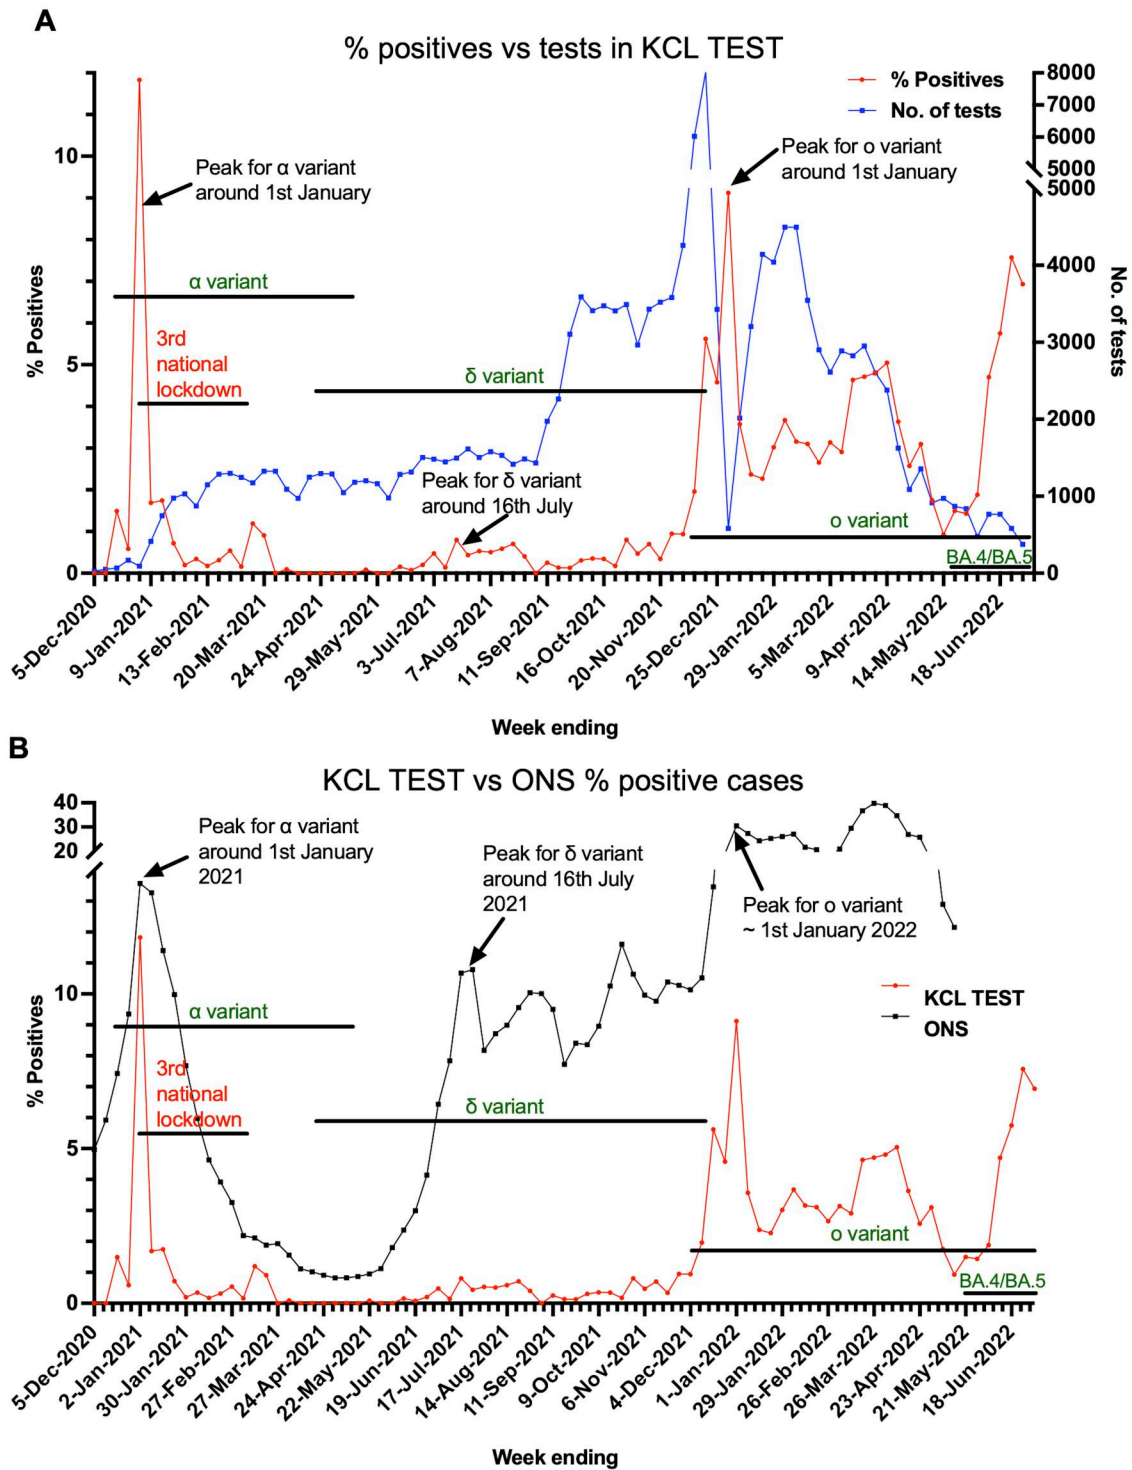 A
% positives vs tests in KCL TEST
% Positives
No. of tests
8000
7000
6000
5000
5000
4000
3000
2000
1000
0
10
5
0
% Positives
No. of tests
Peak for α variant
around 1st January
Peak for o variant
around 1st January
α variant
3rd
national
lockdown
δ variant
Peak for δ variant
around 16th July
o variant
BA.4/BA.5
5-Dec-2020
9-Jan-2021
13-Feb-2021
20-Mar-2021
24-Apr-2021
29-May-2021
3-Jul-2021
7-Aug-2021
11-Sep-2021
16-Oct-2021
20-Nov-2021
25-Dec-2021
29-Jan-2022
5-Mar-2022
9-Apr-2022
14-May-2022
18-Jun-2022
Week ending
B
KCL TEST vs ONS % positive cases
40
30
20
10
5
0
% Positives
Peak for α variant
around 1st January
2021
Peak for δ variant
around 16th July
2021
Peak for o variant
~ 1st January 2022
KCL TEST
ONS
α variant
3rd
national
lockdown
δ variant
o variant
BA.4/BA.5
5-Dec-2020
2-Jan-2021
30-Jan-2021
27-Feb-2021
27-Mar-2021
24-Apr-2021
22-May-2021
19-Jun-2021
17-Jul-2021
14-Aug-2021
11-Sep-2021
9-Oct-2021
6-Nov-2021
4-Dec-2021
1-Jan-2022
29-Jan-2022
26-Feb-2022
26-Mar-2022
23-Apr-2022
21-May-2022
18-Jun-2022
Week ending